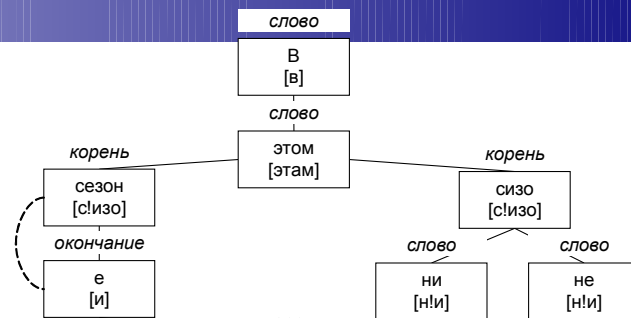 слово
В
[в]
слово
этом
[этам]
корень
корень
сезон
[с!изо]
сизо
[с!изо]
окончание
слово
слово
е
[и]
ни
[н!и]
не
[н!и]